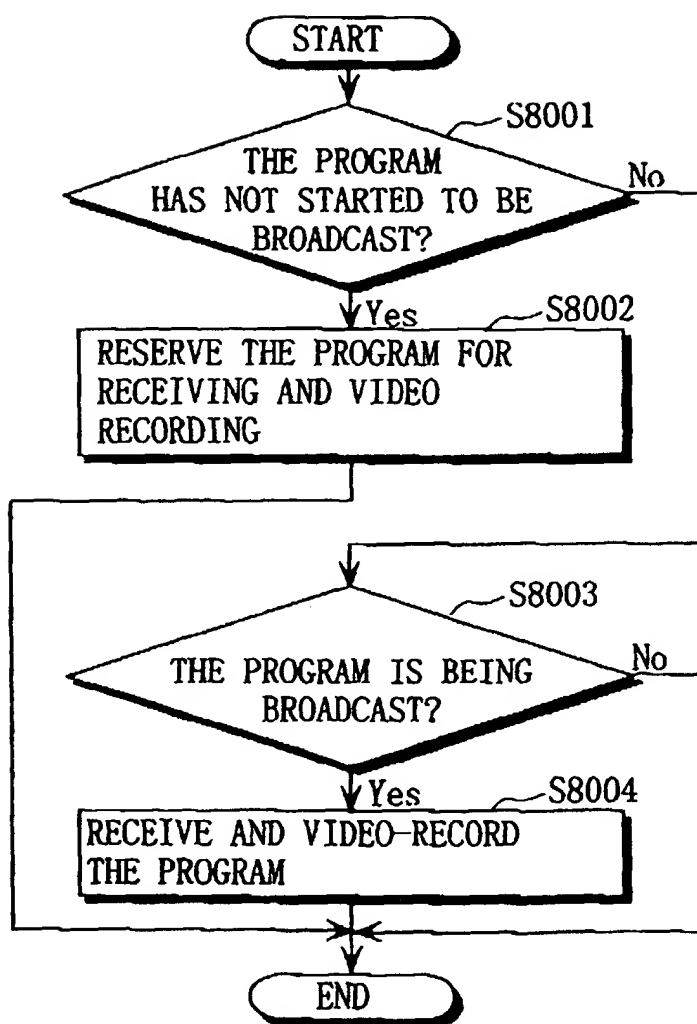 START
S8001
THE PROGRAM
HAS NOT STARTED TO BE
BROADCAST?
No
Yes
S8002
RESERVE THE PROGRAM FOR
RECEIVING AND VIDEO
RECORDING
S8003
THE PROGRAM IS BEING
BROADCAST?
No
Yes
S8004
RECEIVE AND VIDEO-RECORD
THE PROGRAM
END